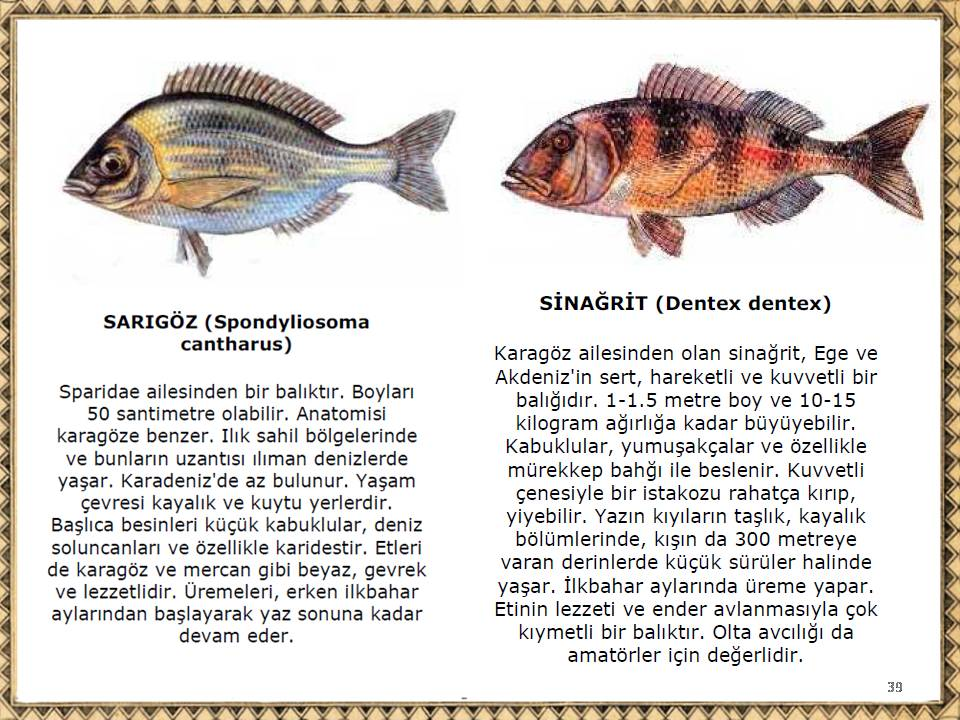 SARIGÖZ (Spondyliosoma
cantharus)
Sparidae ailesinden bir balıktır. Boyları
50 santimetre olabilir. Anatomisi
karagöze benzer. Ilık sahil bölgelerinde
ve bunların uzantısı ılıman denizlerde
yaşar. Karadeniz'de az bulunur. Yaşam
çevresi kayalık ve kuytu yerlerdir.
Başlıca besinleri küçük kabuklular, deniz
soluncanları ve özellikle karidestir. Etleri
de karagöz ve mercan gibi beyaz, gevrek
ve lezzetlidir. Üremeleri, erken ilkbahar
aylarından başlayarak yaz sonuna kadar
devam eder.
SİNAĞRİT (Dentex dentex)
Karagöz ailesinden olan sinağrit, Ege ve
Akdeniz'in sert, hareketli ve kuvvetli bir
balığıdır. 1-1.5 metre boy ve 10-15
kilogram ağırlığa kadar büyüyebilir.
Kabuklular, yumuşakçalar ve özellikle
mürekkep bahğı ile beslenir. Kuvvetli
çenesiyle bir istakozu rahatça kırıp,
yiyebilir. Yazın kıyıların taşlık, kayalık
bölümlerinde, kışın da 300 metreye
varan derinlerde küçük sürüler halinde
yaşar. İlkbahar aylarında üreme yapar.
Etinin lezzeti ve ender avlanmasıyla çok
kıymetli bir balıktır. Olta avcılığı da
amatörler için değerlidir.
39